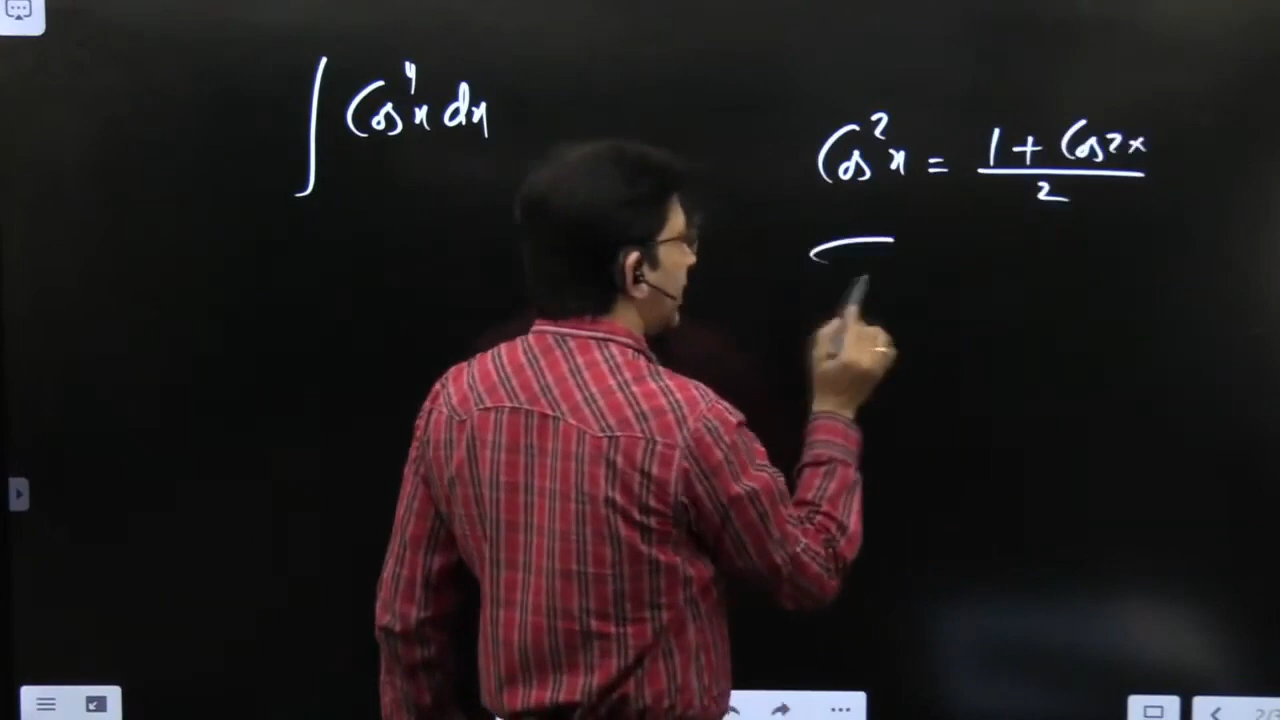 ∫ Cos⁴x dx
Cos²x = (1 + Cos2x)/2